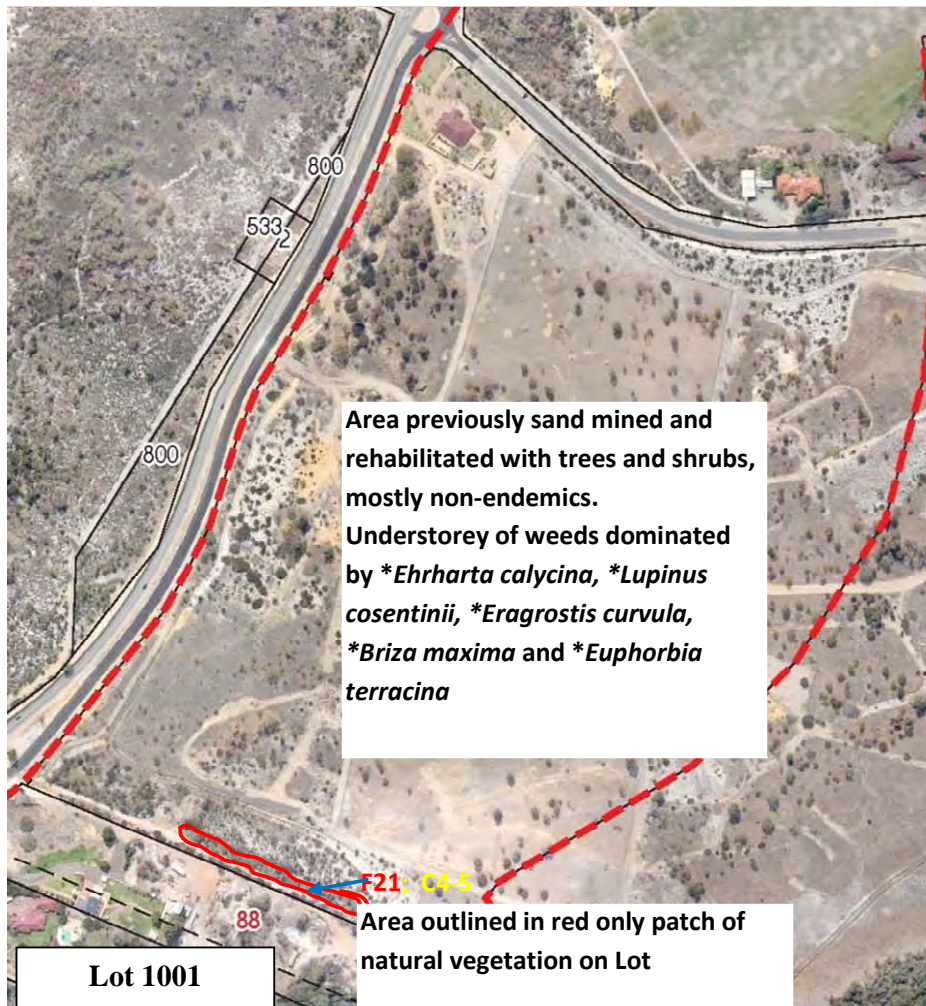 800
533
2
800
Area previously sand mined and
rehabilitated with trees and shrubs,
mostly non-endemics.
Understorey of weeds dominated
by *Ehrharta calycina, *Lupinus
cosentinii, *Eragrostis curvula,
*Briza maxima and *Euphorbia
terracina
F21; C4-5
88
Area outlined in red only patch of
natural vegetation on Lot
Lot 1001